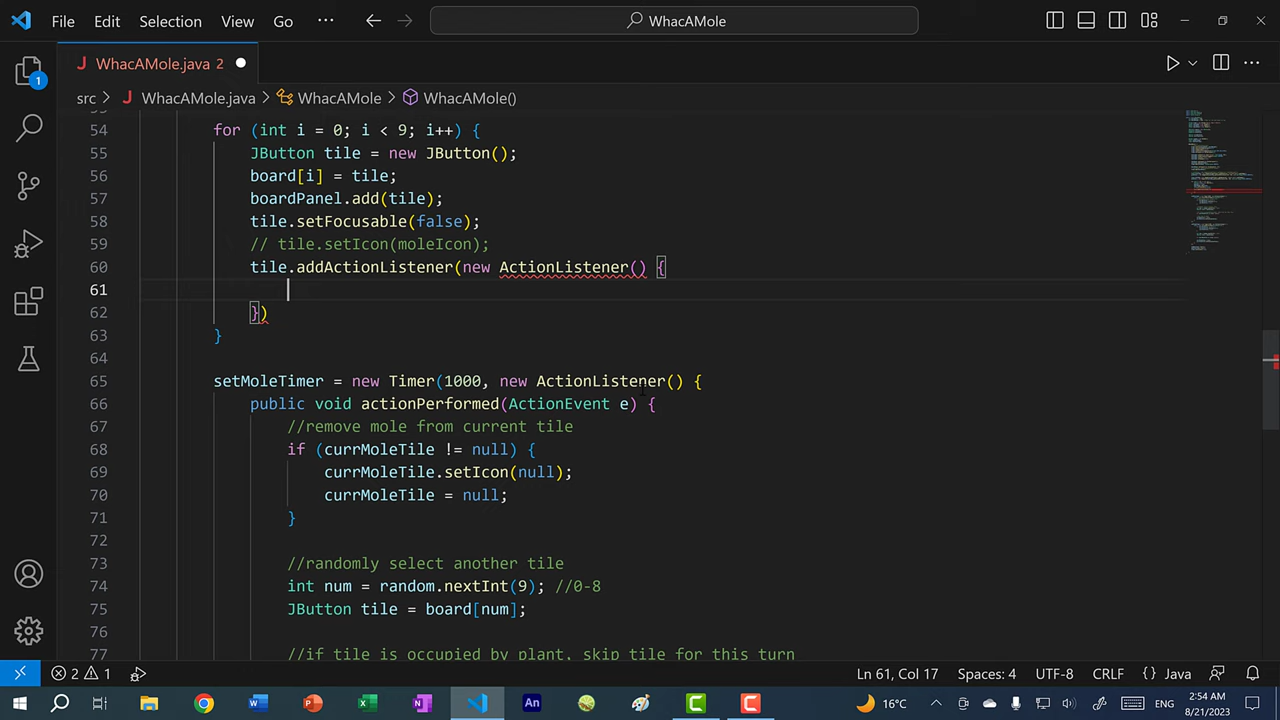 File Edit Selection View Go ··· WhacAMole
WhacAMole.java 2
src > WhacAMole.java > WhacAMole > WhacAMole()
54 for (int i = 0; i < 9; i++) {
55 JButton tile = new JButton();
56 board[i] = tile;
57 boardPanel.add(tile);
58 tile.setFocusable(false);
59 // tile.setIcon(moleIcon);
60 tile.addActionListener(new ActionListener() {
61
62 })
63 }
64
65 setMoleTimer = new Timer(1000, new ActionListener() {
66 public void actionPerformed(ActionEvent e) {
67 //remove mole from current tile
68 if (currMoleTile != null) {
69 currMoleTile.setIcon(null);
70 currMoleTile = null;
71 }
72
73 //randomly select another tile
74 int num = random.nextInt(9); //0-8
75 JButton tile = board[num];
76
77 //if tile is occupied by plant, skip tile for this turn
1
2 1 Ln 61, Col 17 Spaces: 4 UTF-8 CRLF {} Java
16°C ENG 2:54 AM
8/21/2023